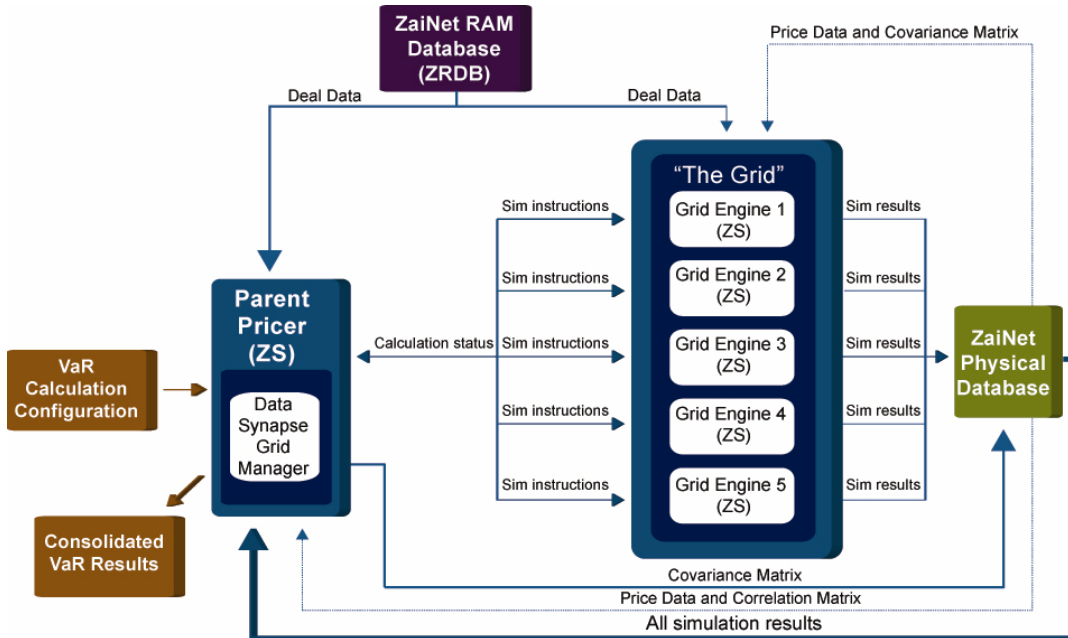 ZaiNet RAM
Database
(ZRDB)
Price Data and Covariance Matrix
Deal Data
Deal Data
“The Grid”
Sim instructions
Grid Engine 1
(ZS)
Sim results
Sim instructions
Grid Engine 2
(ZS)
Sim results
Parent
Pricer
(ZS)
Calculation status
Sim instructions
Grid Engine 3
(ZS)
Sim results
ZaiNet
Physical
Database
VaR
Calculation
Configuration
Data
Synapse
Grid
Manager
Sim instructions
Grid Engine 4
(ZS)
Sim results
Sim instructions
Grid Engine 5
(ZS)
Sim results
Consolidated
VaR Results
Covariance Matrix
Price Data and Correlation Matrix
All simulation results